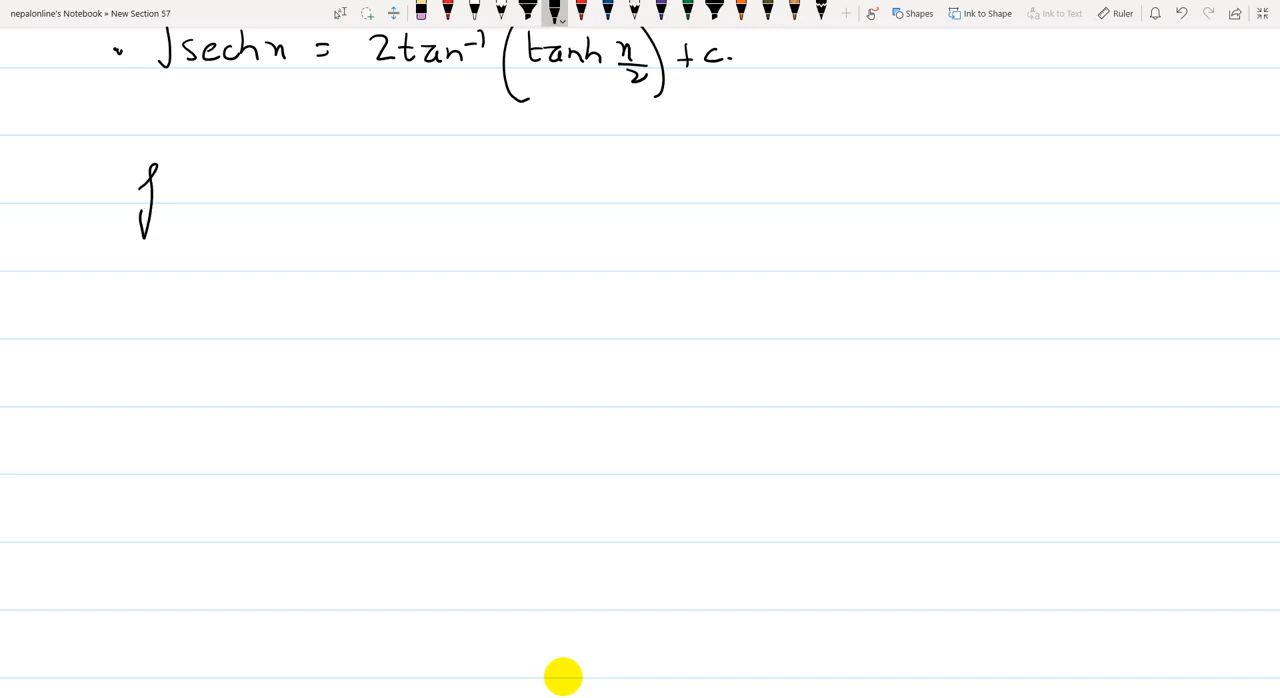 nepalonline's Notebook » New Section 57
Shapes Ink to Shape Ink to Text Ruler
• ∫ sech x = 2tan⁻¹ (tanh x/2) + c.
∫